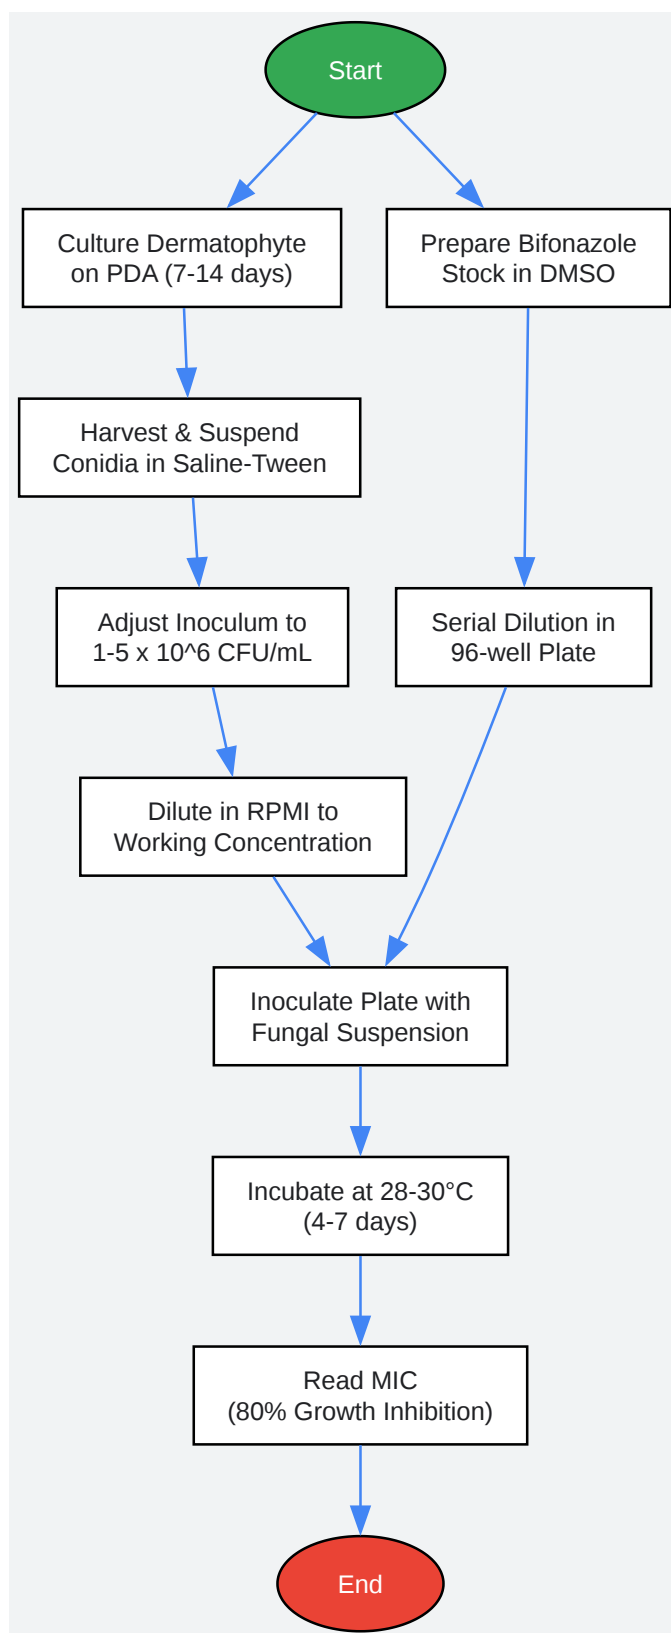 Start
Culture Dermatophyte
on PDA (7-14 days)
Prepare Bifonazole
Stock in DMSO
Harvest & Suspend
Conidia in Saline-Tween
Adjust Inoculum to
1-5 x 10^6 CFU/mL
Serial Dilution in
96-well Plate
Dilute in RPMI to
Working Concentration
Inoculate Plate with
Fungal Suspension
Incubate at 28-30°C
(4-7 days)
Read MIC
(80% Growth Inhibition)
End